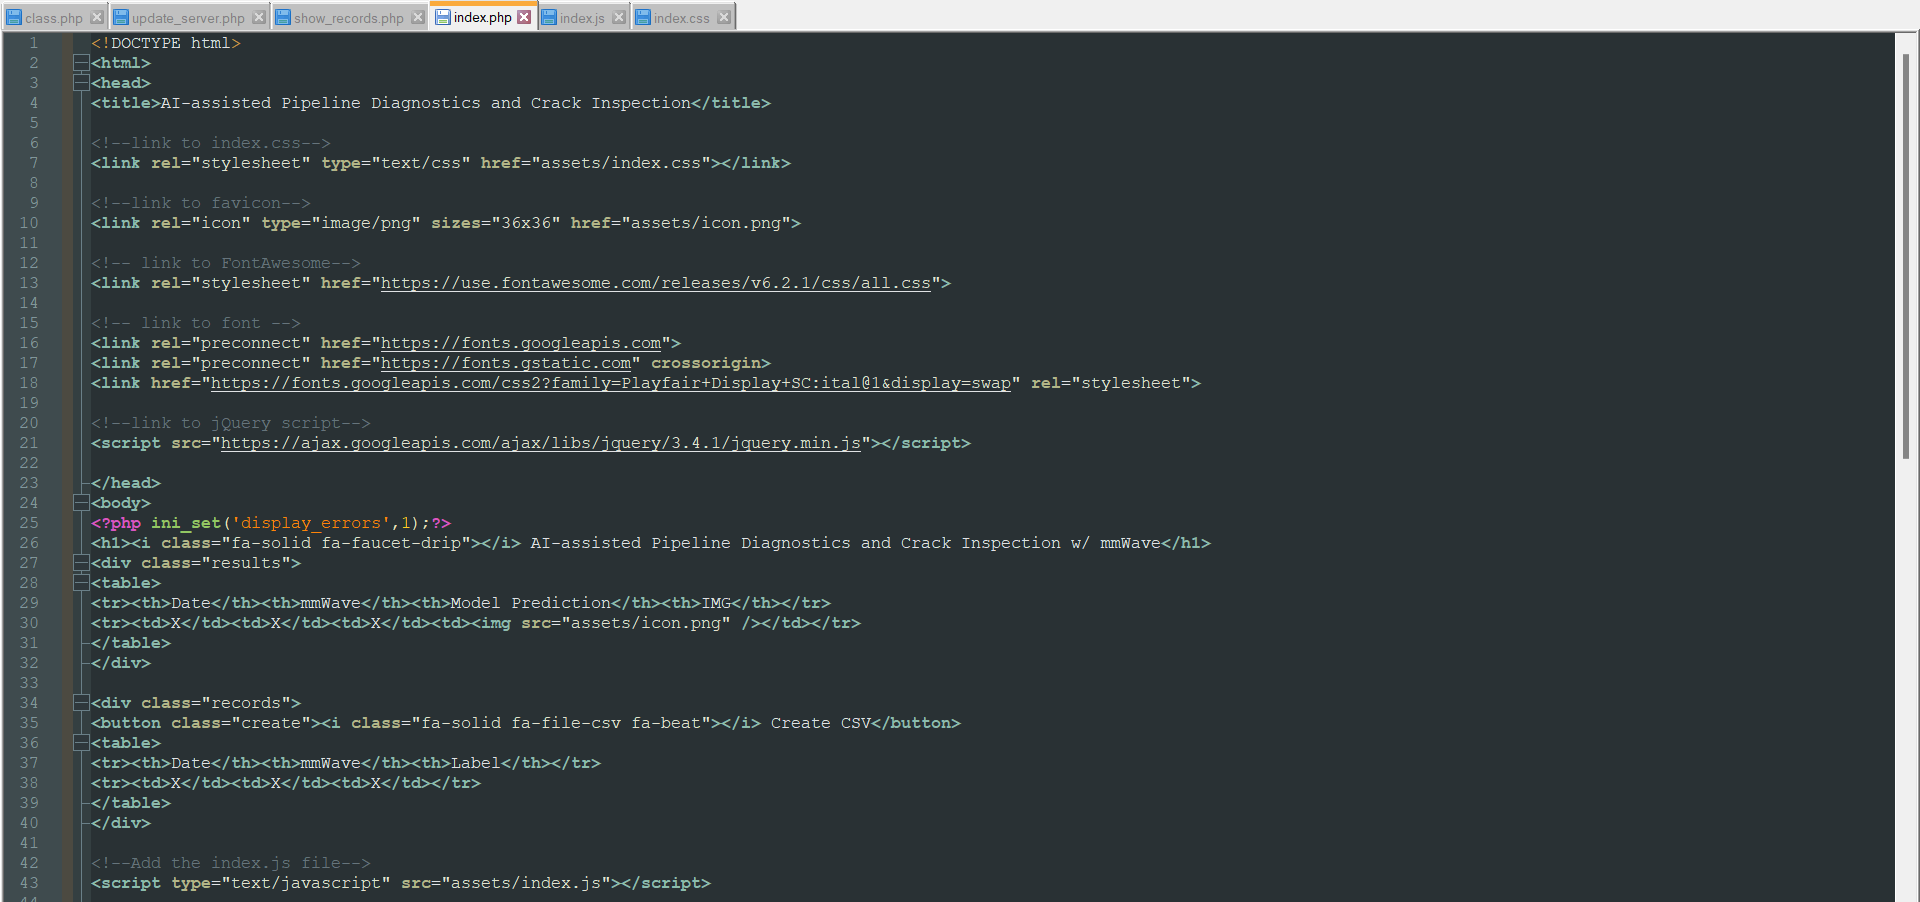 class.php update_server.php show_records.php index.php index.js index.css
1 <!DOCTYPE html>
2 <html>
3 <head>
4 <title>AI-assisted Pipeline Diagnostics and Crack Inspection</title>
5
6 <!--link to index.css-->
7 <link rel="stylesheet" type="text/css" href="assets/index.css"></link>
8
9 <!--link to favicon-->
10 <link rel="icon" type="image/png" sizes="36x36" href="assets/icon.png">
11
12 <!-- link to FontAwesome-->
13 <link rel="stylesheet" href="https://use.fontawesome.com/releases/v6.2.1/css/all.css">
14
15 <!-- link to font -->
16 <link rel="preconnect" href="https://fonts.googleapis.com">
17 <link rel="preconnect" href="https://fonts.gstatic.com" crossorigin>
18 <link href="https://fonts.googleapis.com/css2?family=Playfair+Display+SC:ital@1&display=swap" rel="stylesheet">
19
20 <!--link to jQuery script-->
21 <script src="https://ajax.googleapis.com/ajax/libs/jquery/3.4.1/jquery.min.js"></script>
22
23 </head>
24 <body>
25 <?php ini_set('display_errors',1);?>
26 <h1><i class="fa-solid fa-faucet-drip"></i> AI-assisted Pipeline Diagnostics and Crack Inspection w/ mmWave</h1>
27 <div class="results">
28 <table>
29 <tr><th>Date</th><th>mmWave</th><th>Model Prediction</th><th>IMG</th></tr>
30 <tr><td>X</td><td>X</td><td>X</td><td><img src="assets/icon.png" /></td></tr>
31 </table>
32 </div>
33
34 <div class="records">
35 <button class="create"><i class="fa-solid fa-file-csv fa-beat"></i> Create CSV</button>
36 <table>
37 <tr><th>Date</th><th>mmWave</th><th>Label</th></tr>
38 <tr><td>X</td><td>X</td><td>X</td></tr>
39 </table>
40 </div>
41
42 <!--Add the index.js file-->
43 <script type="text/javascript" src="assets/index.js"></script>